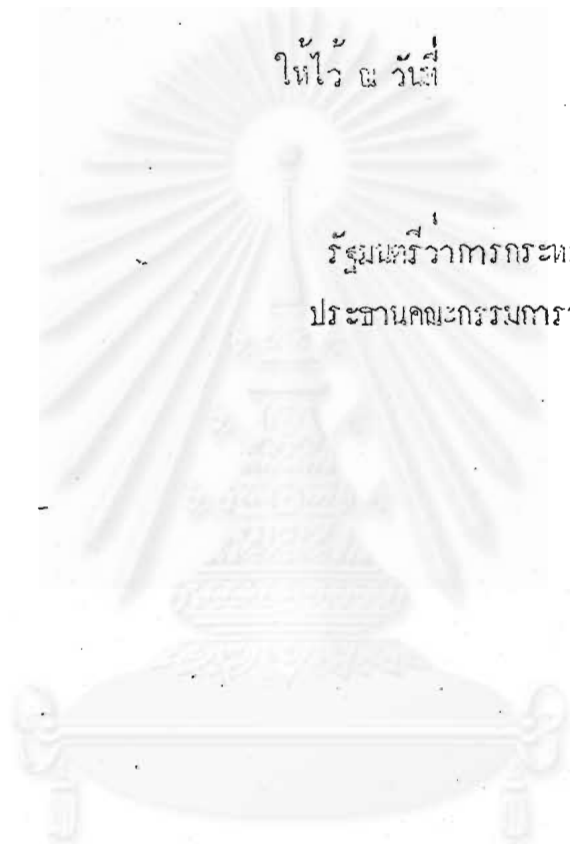 ให้ไว้ ณ วันที่
รัฐมนตรีว่าการกระท
ประธานคณะกรรมการ